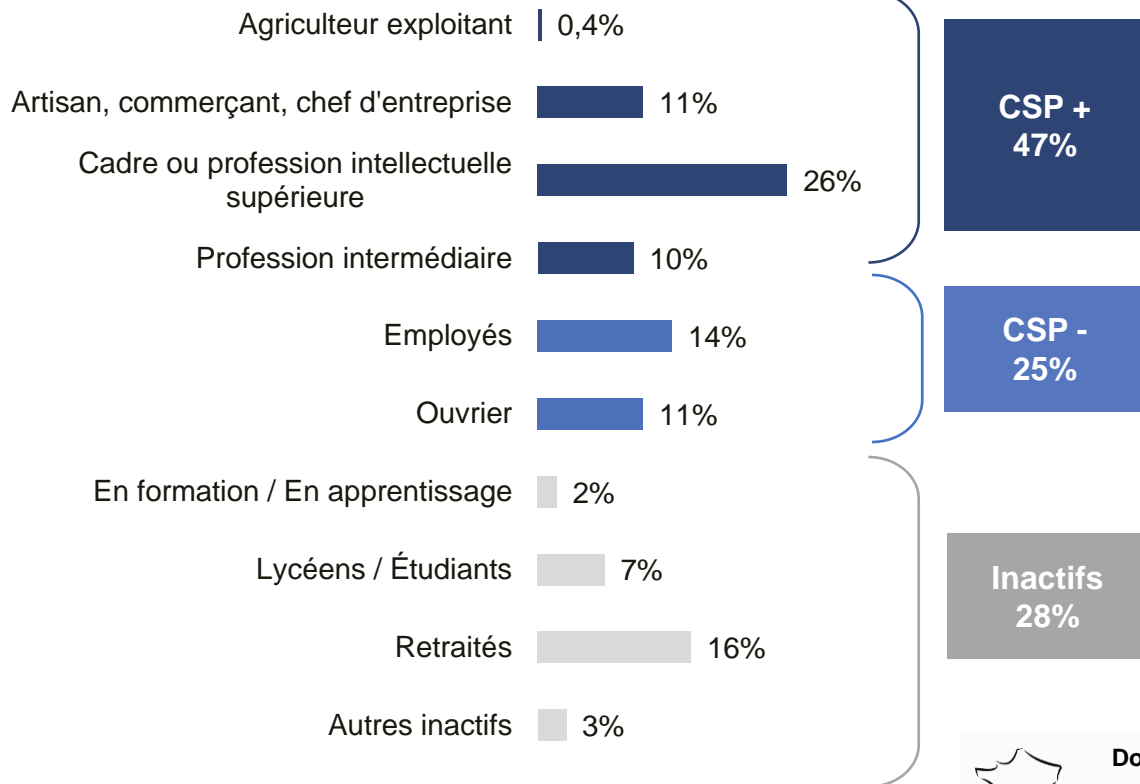 Agriculteur exploitant 0,4%
Artisan, commerçant, chef d'entreprise 11%
Cadre ou profession intellectuelle
supérieure 26%
Profession intermédiaire 10%
CSP +
47%
Employés 14%
Ouvrier 11%
CSP -
25%
En formation / En apprentissage 2%
Lycéens / Étudiants 7%
Retraités 16%
Autres inactifs 3%
Inactifs
28%